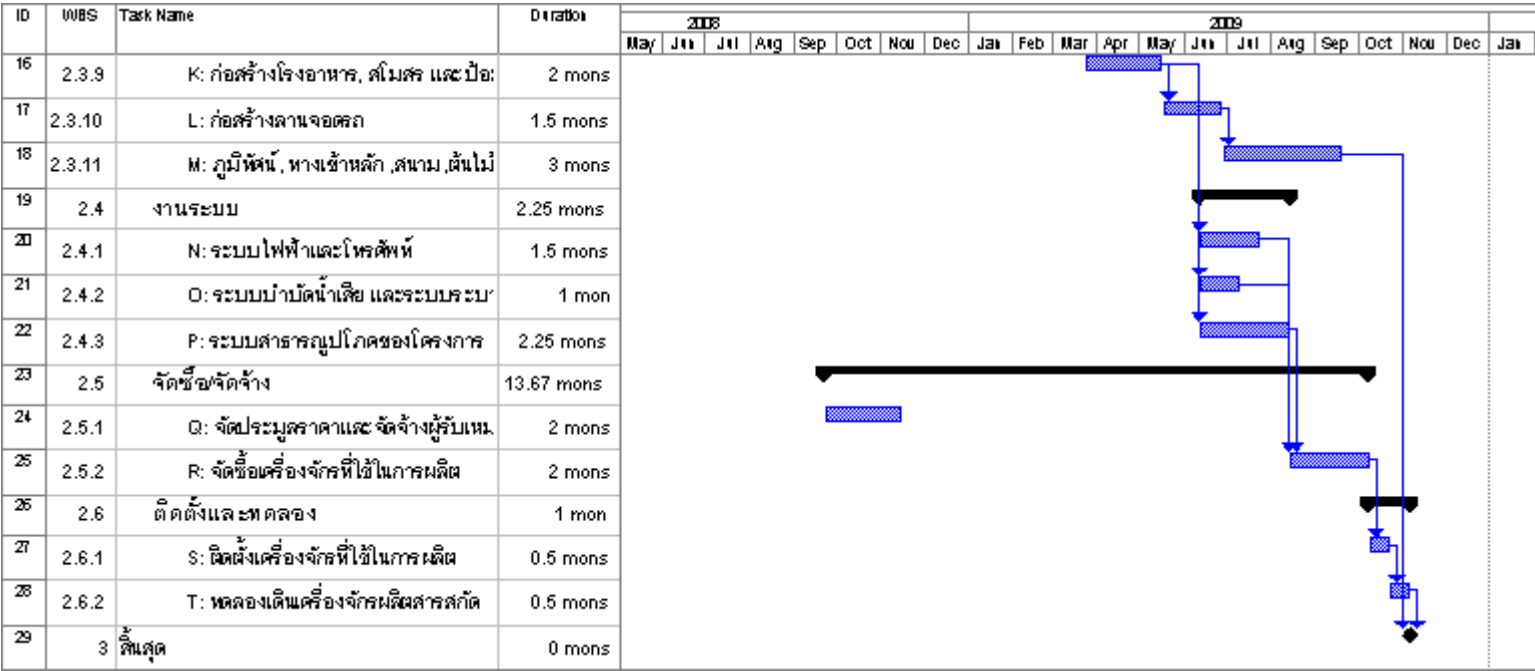 ID WBS Task Name Duration
2008 2009
May Jun Jul Aug Sep Oct Nov Dec Jan Feb Mar Apr May Jun Jul Aug Sep Oct Nov Dec Jan
16 2.3.9 K: ก่อสร้างโรงอาหาร, สโมสร และป้อ 2 mons
17 2.3.10 L: ก่อสร้างลานจอดรถ 1.5 mons
18 2.3.11 M: ภูมิทัศน์, ทางเข้าหลัก ,สนาม ,ต้นไม้ 3 mons
19 2.4 งานระบบ 2.25 mons
20 2.4.1 N: ระบบไฟฟ้าและโทรศัพท์ 1.5 mons
21 2.4.2 O: ระบบบำบัดน้ำเสีย และระบบระบา 1 mon
22 2.4.3 P: ระบบสาธารณูปโภคของโครงการ 2.25 mons
23 2.5 จัดซื้อ/จัดจ้าง 13.67 mons
24 2.5.1 Q: จัดประมูลราคาและจัดจ้างผู้รับเหม 2 mons
25 2.5.2 R: จัดซื้อเครื่องจักรที่ใช้ในการผลิต 2 mons
26 2.6 ติดตั้งและทดลอง 1 mon
27 2.6.1 S: ติดตั้งเครื่องจักรที่ใช้ในการผลิต 0.5 mons
28 2.6.2 T: ทดลองเดินเครื่องจักรผลิตสารสกัด 0.5 mons
29 3 สิ้นสุด 0 mons